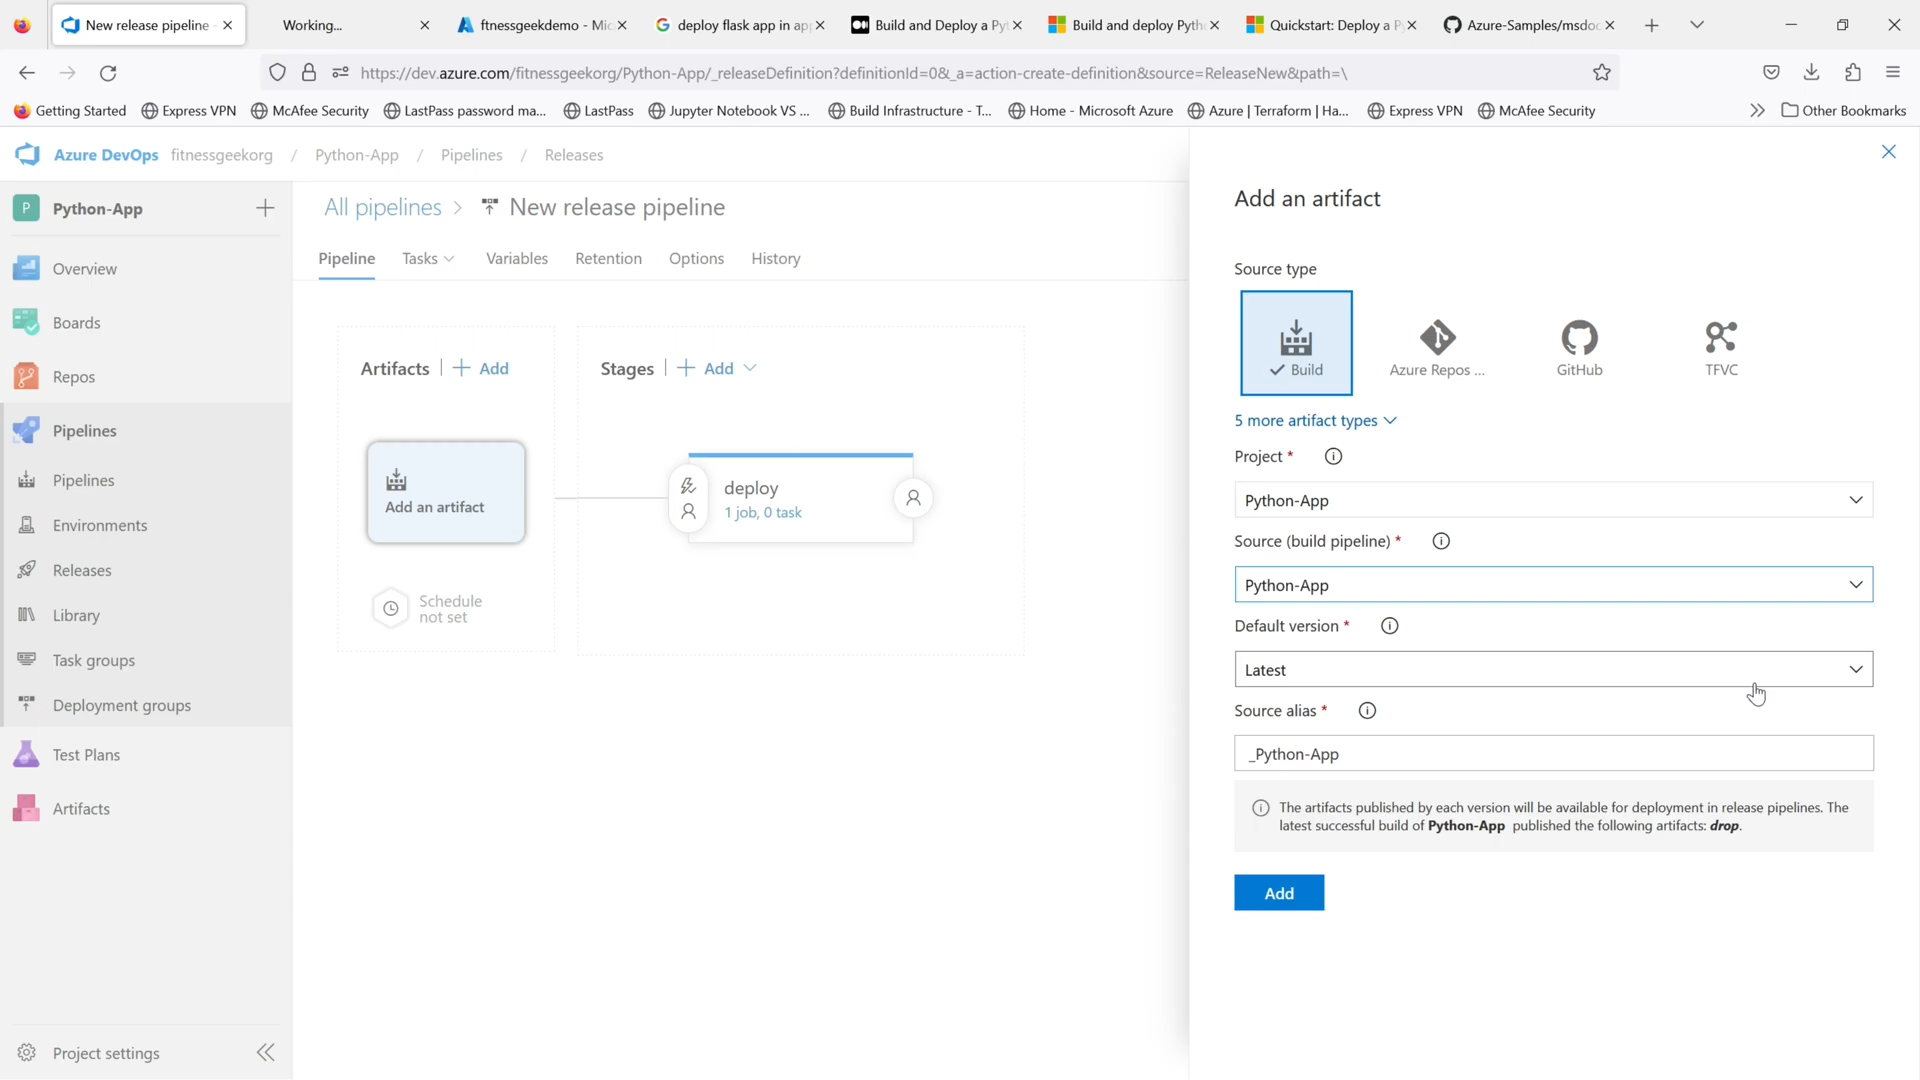 New release pipeline -
Working...
ftnessgeekdemo - Mic
deploy flask app in app
Build and Deploy a Pyt
Build and deploy Pytho
Quickstart: Deploy a P
Azure-Samples/msdoc
https://dev.azure.com/fitnessgeekorg/Python-App/_releaseDefinition?definitionId=0&_a=action-create-definition&source=ReleaseNew&path=\
Getting Started
Express VPN
McAfee Security
LastPass password ma...
LastPass
Jupyter Notebook VS ...
Build Infrastructure - T...
Home - Microsoft Azure
Azure | Terraform | Ha...
Express VPN
McAfee Security
Other Bookmarks
Azure DevOps fitnessgeekorg / Python-App / Pipelines / Releases
P Python-App
Overview
Boards
Repos
Pipelines
Pipelines
Environments
Releases
Library
Task groups
Deployment groups
Test Plans
Artifacts
Project settings
All pipelines > New release pipeline
Pipeline Tasks Variables Retention Options History
Artifacts | + Add
Stages | + Add
Add an artifact
deploy
1 job, 0 task
Schedule
not set
Add an artifact
Source type
Build
Azure Repos ...
GitHub
TFVC
5 more artifact types
Project *
Python-App
Source (build pipeline) *
Python-App
Default version *
Latest
Source alias *
_Python-App
The artifacts published by each version will be available for deployment in release pipelines. The
latest successful build of Python-App published the following artifacts: drop.
Add